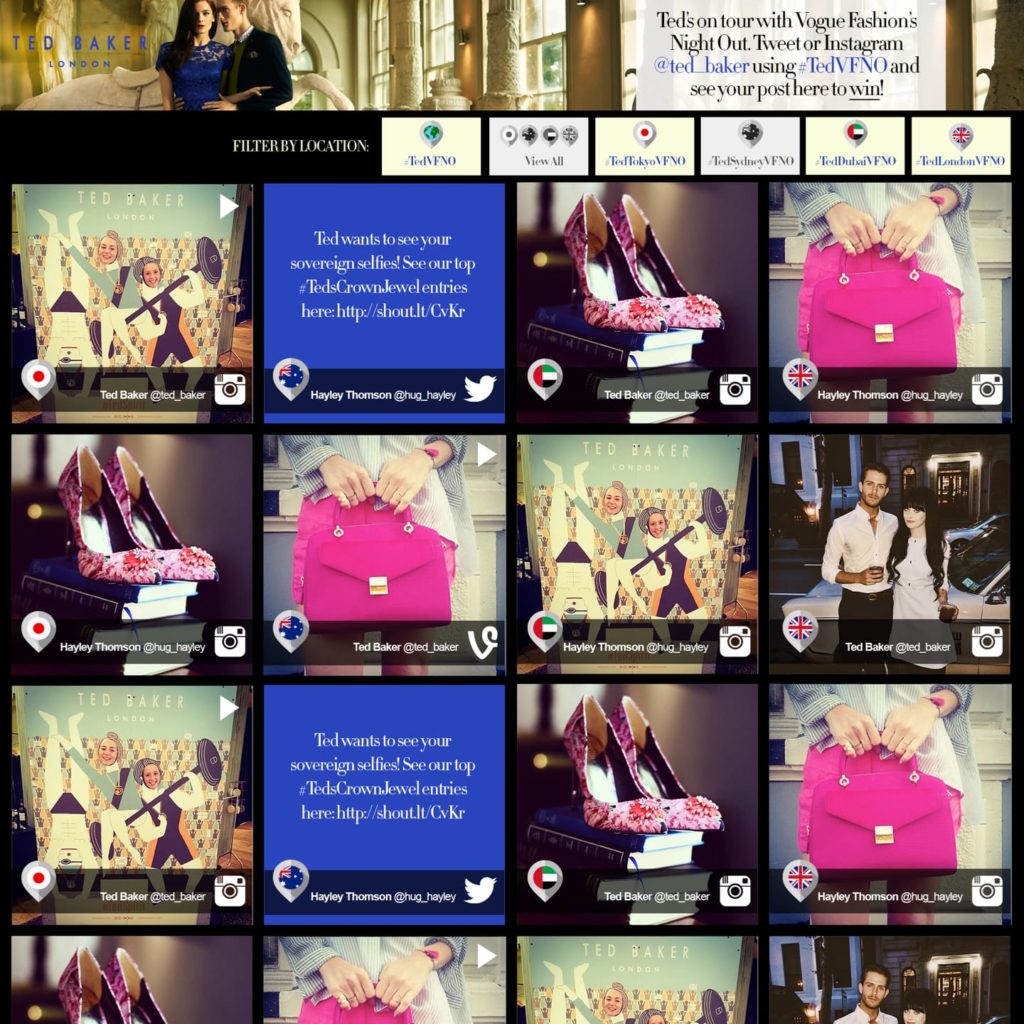 TED BAKER
LONDON
Ted's on tour with Vogue Fashion's
Night Out. Tweet or Instagram
@ted_baker using #TedVFNO and
see your post here to win!
FILTER BY LOCATION:
#TedVFNO
View All
#TedTokyoVFNO
#TedSydneyVFNO
#TedDubaiVFNO
#TedLondonVFNO
TED BAKER
LONDON
Ted Baker @ted_baker
Ted wants to see your
sovereign selfies! See our top
#TedsCrownJewel entries
here: http://shout.lt/CvKr
Hayley Thomson @hug_hayley
Ted Baker @ted_baker
Hayley Thomson @hug_hayley
Hayley Thomson @hug_hayley
Ted Baker @ted_baker
TED BAKER
LONDON
Hayley Thomson @hug_hayley
Ted Baker @ted_baker
TED BAKER
LONDON
Ted Baker @ted_baker
Ted wants to see your
sovereign selfies! See our top
#TedsCrownJewel entries
here: http://shout.lt/CvKr
Hayley Thomson @hug_hayley
Ted Baker @ted_baker
Hayley Thomson @hug_hayley
TED BAKER
LONDON